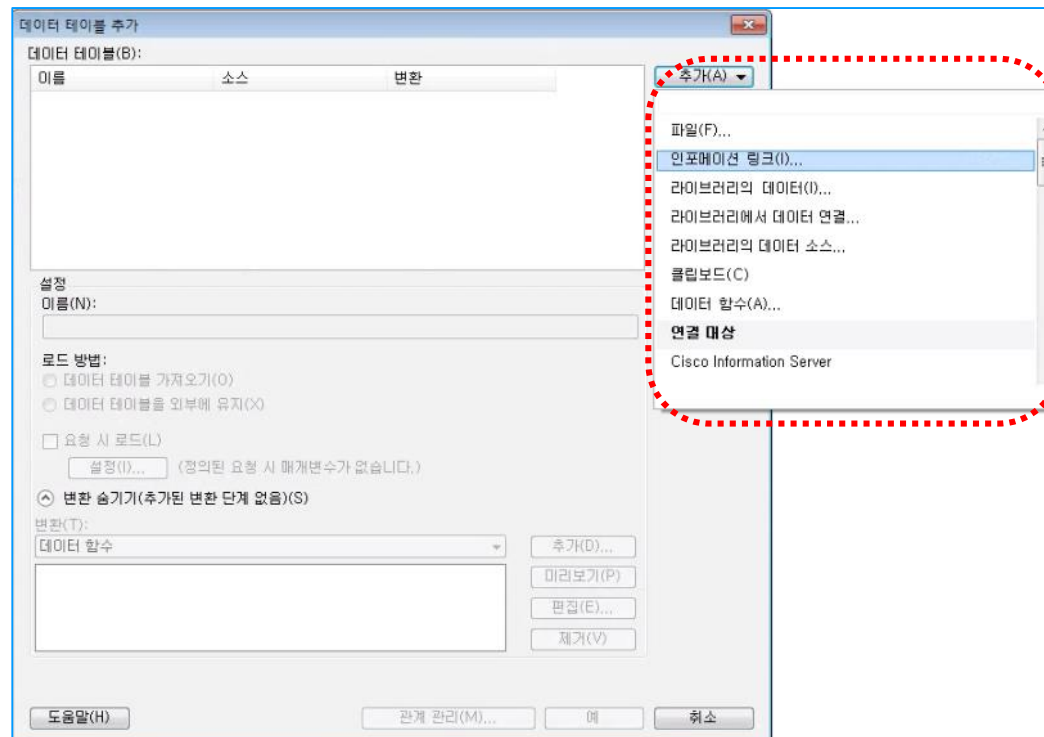 데이터 테이블 추가
데이터 테이블(B):
이름 소스 변환
추가(A)
파일(F)...
인포메이션 링크(I)...
라이브러리의 데이터(I)...
라이브러리에서 데이터 연결...
라이브러리의 데이터 소스...
클립보드(C)
데이터 함수(A)...
연결 대상
Cisco Information Server
설정
이름(N):
로드 방법:
데이터 테이블 가져오기(O)
데이터 테이블을 외부에 유지(X)
요청 시 로드(L)
설정(I)... (정의된 요청 시 매개변수가 없습니다.)
변환 숨기기(추가된 변환 단계 없음)(S)
변환(T):
데이터 함수 추가(D)...
미리보기(P)
편집(E)...
제거(V)
도움말(H) 관계 관리(M)... 예 취소